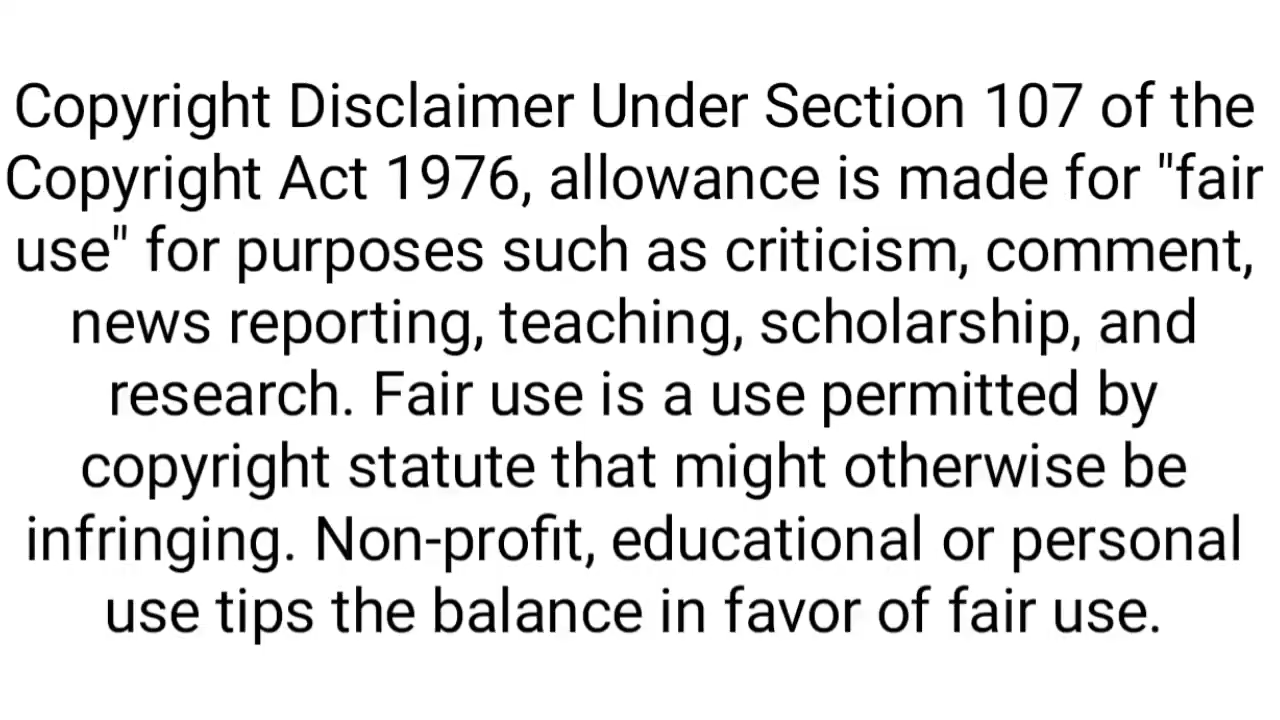 Copyright Disclaimer Under Section 107 of the
Copyright Act 1976, allowance is made for "fair
use" for purposes such as criticism, comment,
news reporting, teaching, scholarship, and
research. Fair use is a use permitted by
copyright statute that might otherwise be
infringing. Non-profit, educational or personal
use tips the balance in favor of fair use.